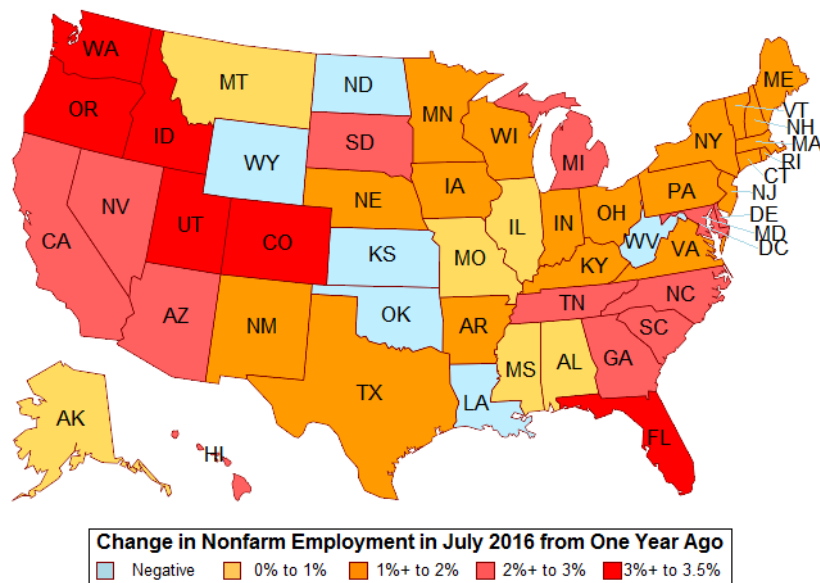 WA
MT
ND
MN
ME
VT
NH
MA
RI
CT
NJ
DE
MD
DC
OR
ID
WY
SD
WI
MI
NY
PA
NV
UT
CO
NE
IA
IL
IN
OH
WV
VA
CA
KS
MO
KY
AZ
NM
OK
AR
TN
NC
SC
TX
LA
MS
AL
GA
FL
AK
HI
Change in Nonfarm Employment in July 2016 from One Year Ago
Negative 0% to 1% 1%+ to 2% 2%+ to 3% 3%+ to 3.5%